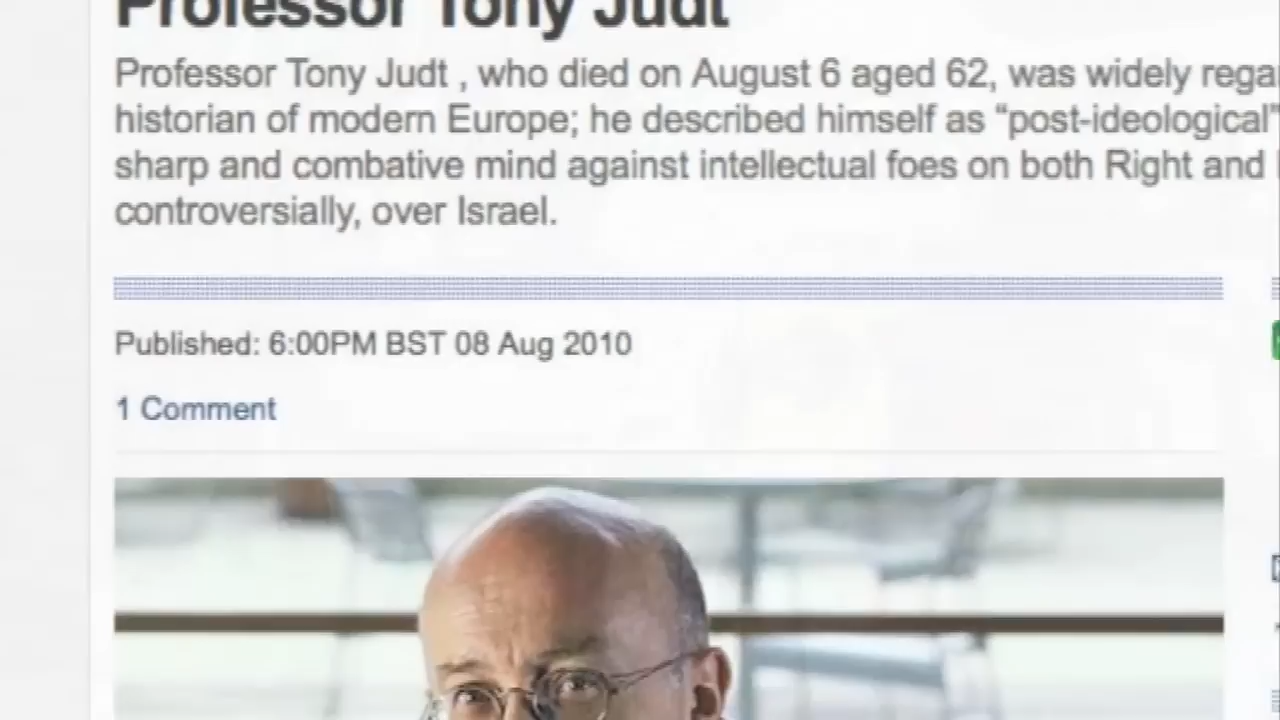 Professor Tony Judt
Professor Tony Judt , who died on August 6 aged 62, was widely
historian of modern Europe; he described himself as “post-ideological”
sharp and combative mind against intellectual foes on both Right and
controversially, over Israel.
Published: 6:00PM BST 08 Aug 2010
1 Comment